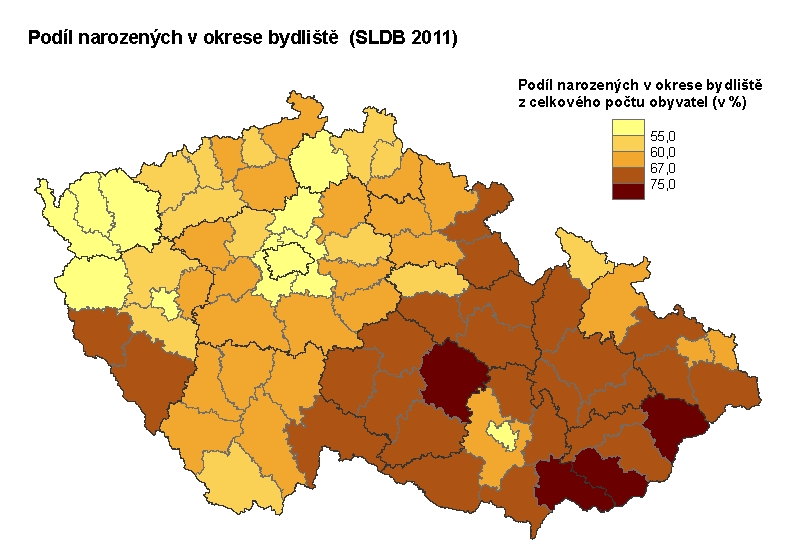 Podíl narozených v okrese bydliště (SLDB 2011)
Podíl narozených v okrese bydliště
z celkového počtu obyvatel (v %)
55,0
60,0
67,0
75,0